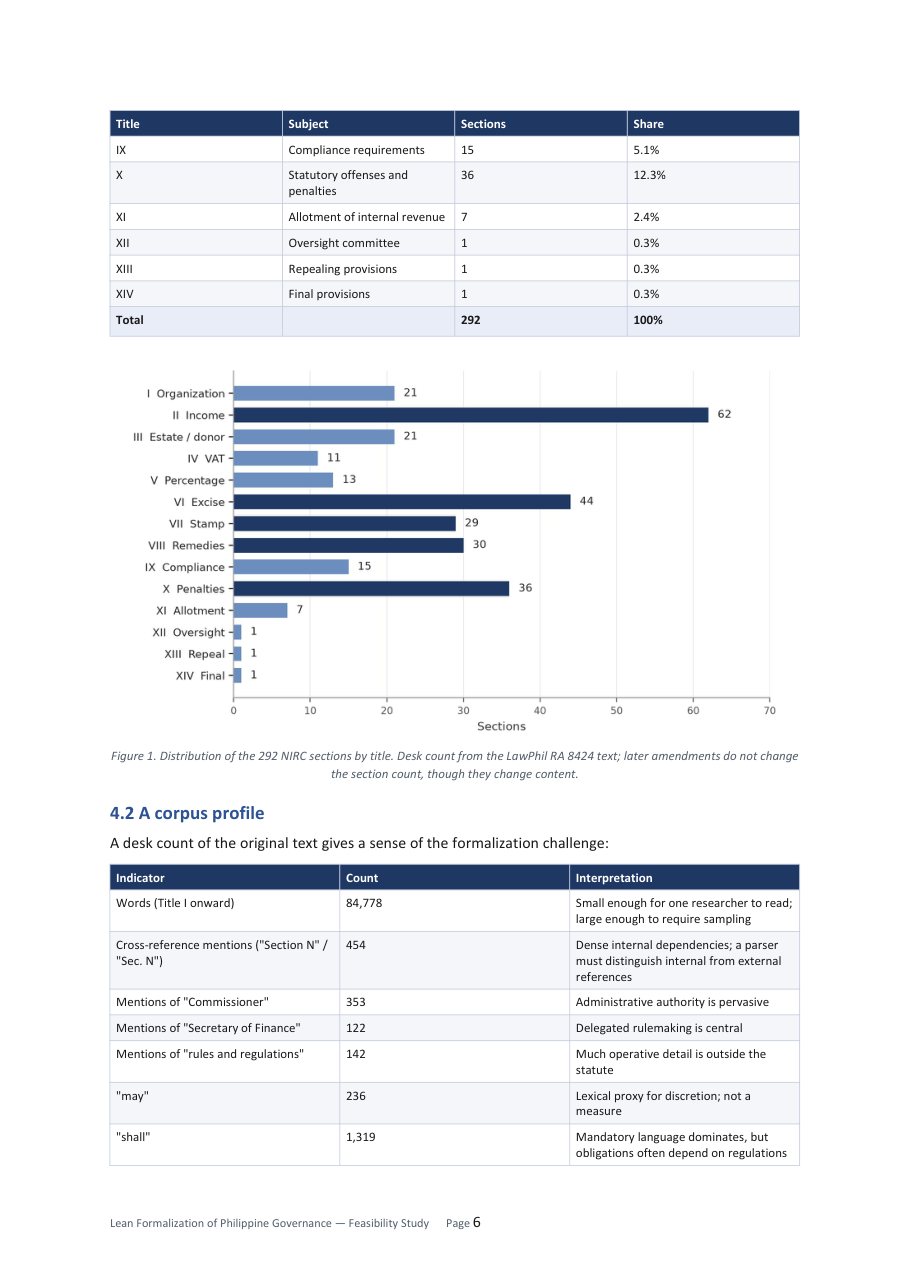 Title Subject Sections Share
IX Compliance requirements 15 5.1%
X Statutory offenses and 36 12.3%
penalties
XI Allotment of internal revenue 7 2.4%
XII Oversight committee 1 0.3%
XIII Repealing provisions 1 0.3%
XIV Final provisions 1 0.3%
Total 292 100%
I Organization 21
II Income 62
III Estate / donor 21
IV VAT 11
V Percentage 13
VI Excise 44
VII Stamp 29
VIII Remedies 30
IX Compliance 15
X Penalties 36
XI Allotment 7
XII Oversight 1
XIII Repeal 1
XIV Final 1
0 10 20 30 40 50 60 70
Sections
Figure 1. Distribution of the 292 NIRC sections by title. Desk count from the LawPhil RA 8424 text; later amendments do not change
the section count, though they change content.
4.2 A corpus profile
A desk count of the original text gives a sense of the formalization challenge:
Indicator Count Interpretation
Words (Title I onward) 84,778 Small enough for one researcher to read;
large enough to require sampling
Cross-reference mentions ("Section N" / 454 Dense internal dependencies; a parser
"Sec. N") must distinguish internal from external
references
Mentions of "Commissioner" 353 Administrative authority is pervasive
Mentions of "Secretary of Finance" 122 Delegated rulemaking is central
Mentions of "rules and regulations" 142 Much operative detail is outside the
statute
"may" 236 Lexical proxy for discretion; not a
measure
"shall" 1,319 Mandatory language dominates, but
obligations often depend on regulations
Lean Formalization of Philippine Governance — Feasibility Study Page 6